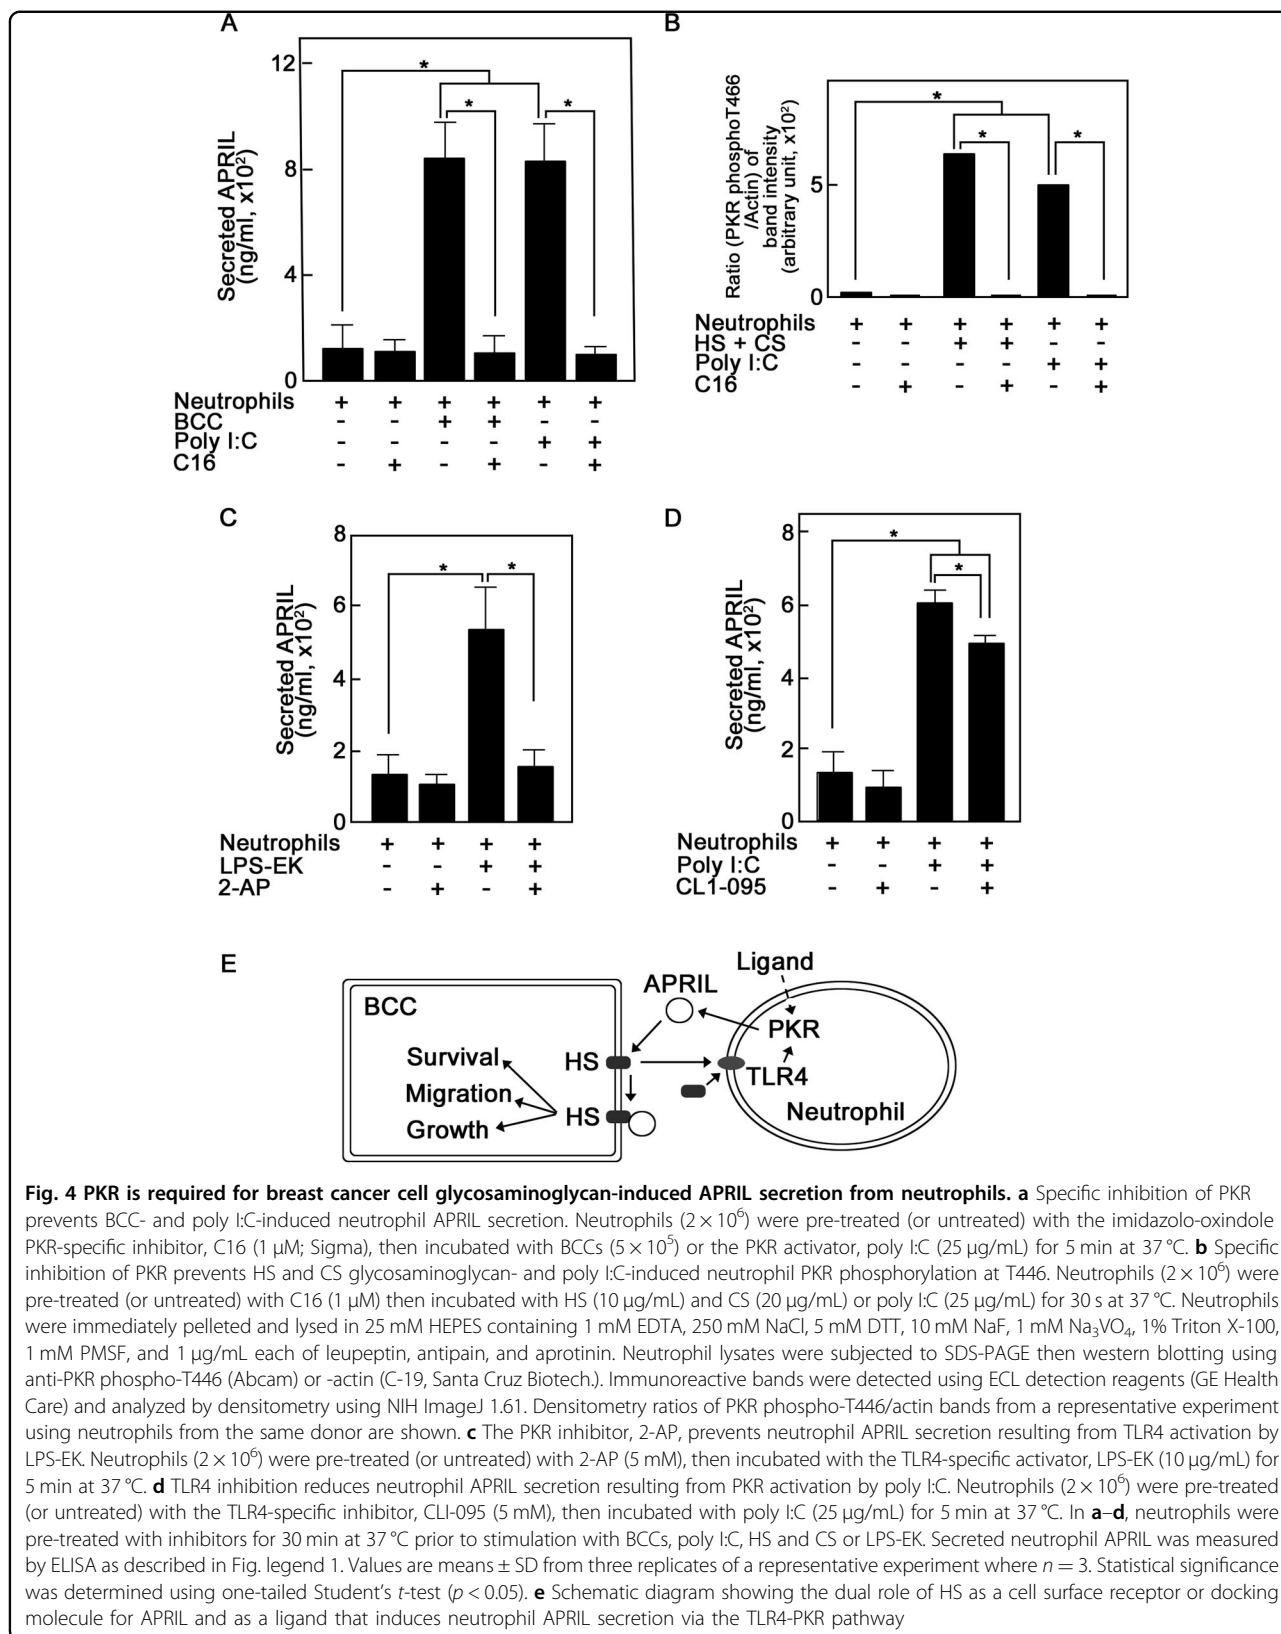 A
Secreted APRIL
(ng/ml, x10²)
12
8
4
0
*
*
*
Neutrophils + + + + + +
BCC - - + + - -
Poly I:C - - - - + +
C16 - + - + - +
B
Ratio (PKR phosphoT466
/Actin) of
band intensity
(arbitrary unit, x10²)
5
0
*
*
*
Neutrophils + + + + + +
HS + CS - - + + - -
Poly I:C - - - - + +
C16 - + - + - +
C
Secreted APRIL
(ng/ml, x10²)
8
6
4
2
0
*
*
Neutrophils + + + +
LPS-EK - - + +
2-AP - + - +
D
Secreted APRIL
(ng/ml, x10²)
8
6
4
2
0
*
*
Neutrophils + + + +
Poly I:C - - + +
CL1-095 - + - +
E
BCC
Survival
Migration
Growth
HS
HS
APRIL
Ligand
PKR
TLR4
Neutrophil
Fig. 4 PKR is required for breast cancer cell glycosaminoglycan-induced APRIL secretion from neutrophils. a Specific inhibition of PKR
prevents BCC- and poly I:C-induced neutrophil APRIL secretion. Neutrophils (2 × 10⁶) were pre-treated (or untreated) with the imidazolo-oxindole
PKR-specific inhibitor, C16 (1 µM; Sigma), then incubated with BCCs (5 × 10⁵) or the PKR activator, poly I:C (25 µg/mL) for 5 min at 37 °C. b Specific
inhibition of PKR prevents HS and CS glycosaminoglycan- and poly I:C-induced neutrophil PKR phosphorylation at T446. Neutrophils (2 × 10⁶) were
pre-treated (or untreated) with C16 (1 µM) then incubated with HS (10 µg/mL) and CS (20 µg/mL) or poly I:C (25 µg/mL) for 30 s at 37 °C. Neutrophils
were immediately pelleted and lysed in 25 mM HEPES containing 1 mM EDTA, 250 mM NaCl, 5 mM DTT, 10 mM NaF, 1 mM Na₃VO₄, 1% Triton X-100,
1 mM PMSF, and 1 µg/mL each of leupeptin, antipain, and aprotinin. Neutrophil lysates were subjected to SDS-PAGE then western blotting using
anti-PKR phospho-T446 (Abcam) or -actin (C-19, Santa Cruz Biotech.). Immunoreactive bands were detected using ECL detection reagents (GE Health
Care) and analyzed by densitometry using NIH ImageJ 1.61. Densitometry ratios of PKR phospho-T446/actin bands from a representative experiment
using neutrophils from the same donor are shown. c The PKR inhibitor, 2-AP, prevents neutrophil APRIL secretion resulting from TLR4 activation by
LPS-EK. Neutrophils (2 × 10⁶) were pre-treated (or untreated) with 2-AP (5 mM), then incubated with the TLR4-specific activator, LPS-EK (10 µg/mL) for
5 min at 37 °C. d TLR4 inhibition reduces neutrophil APRIL secretion resulting from PKR activation by poly I:C. Neutrophils (2 × 10⁶) were pre-treated
(or untreated) with the TLR4-specific inhibitor, CLI-095 (5 mM), then incubated with poly I:C (25 µg/mL) for 5 min at 37 °C. In a–d, neutrophils were
pre-treated with inhibitors for 30 min at 37 °C prior to stimulation with BCCs, poly I:C, HS and CS or LPS-EK. Secreted neutrophil APRIL was measured
by ELISA as described in Fig. legend 1. Values are means ± SD from three replicates of a representative experiment where n = 3. Statistical significance
was determined using one-tailed Student's t-test (p < 0.05). e Schematic diagram showing the dual role of HS as a cell surface receptor or docking
molecule for APRIL and as a ligand that induces neutrophil APRIL secretion via the TLR4-PKR pathway